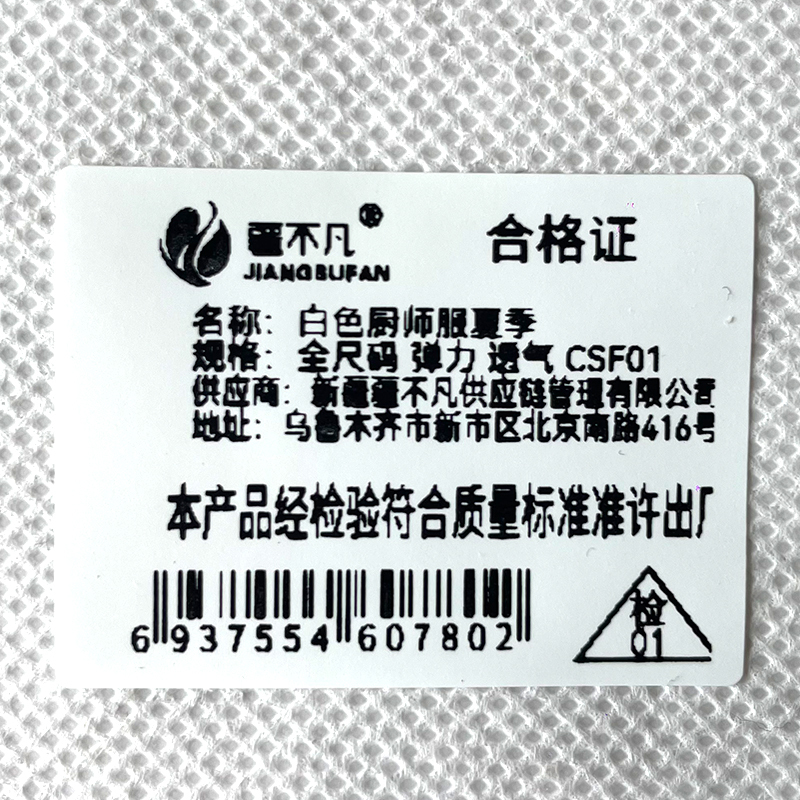 疆不凡®
JIANGBUFAN
合格证
名称：白色厨师服夏季
规格：全尺码 弹力 透气 CSF01
供应商：新疆疆不凡供应链管理有限公司
地址：乌鲁木齐市新市区北京南路416号
本产品经检验符合质量标准准许出厂
6 937554 607802
检
01